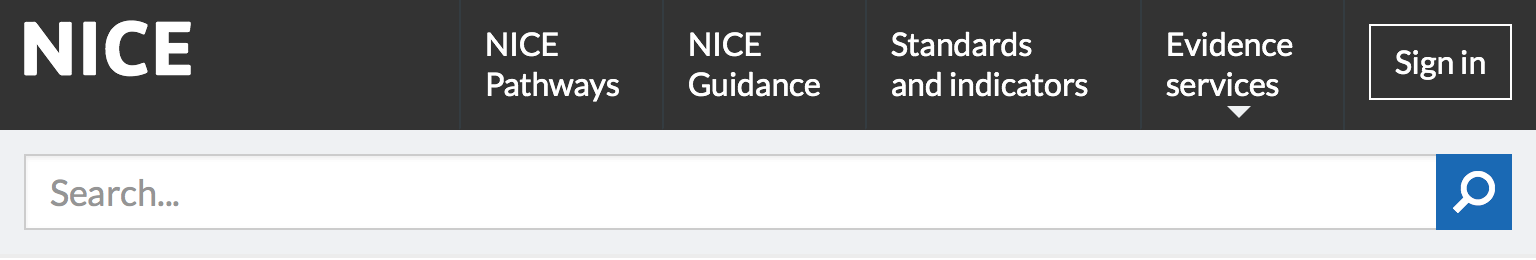 NICE
NICE
Pathways
NICE
Guidance
Standards
and indicators
Evidence
services
Sign in
Search...